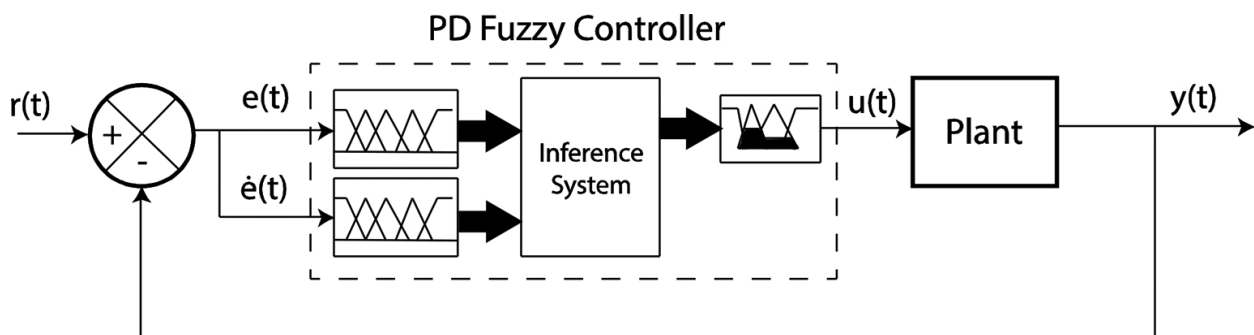 PD Fuzzy Controller
r(t)
+
-
e(t)
ė(t)
Inference
System
u(t)
Plant
y(t)